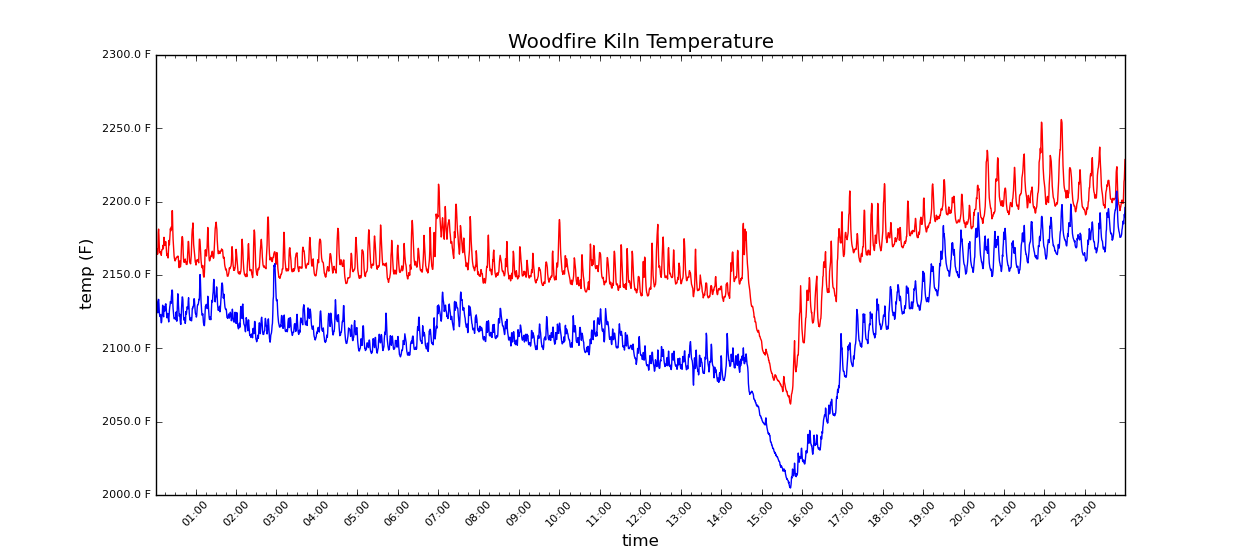 Woodfire Kiln Temperature
2300.0 F
2250.0 F
2200.0 F
2150.0 F
2100.0 F
2050.0 F
2000.0 F
temp (F)
01:00 02:00 03:00 04:00 05:00 06:00 07:00 08:00 09:00 10:00 11:00 12:00 13:00 14:00 15:00 16:00 17:00 18:00 19:00 20:00 21:00 22:00 23:00
time